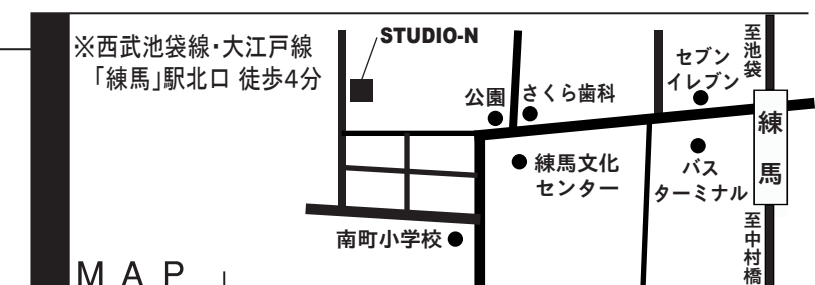 ※西武池袋線・大江戸線
「練馬」駅北口 徒歩4分
STUDIO-N
公園
さくら歯科
セブン
イレブン
至池袋
練馬
練馬文化
センター
バス
ターミナル
南町小学校
至中村橋
MAP